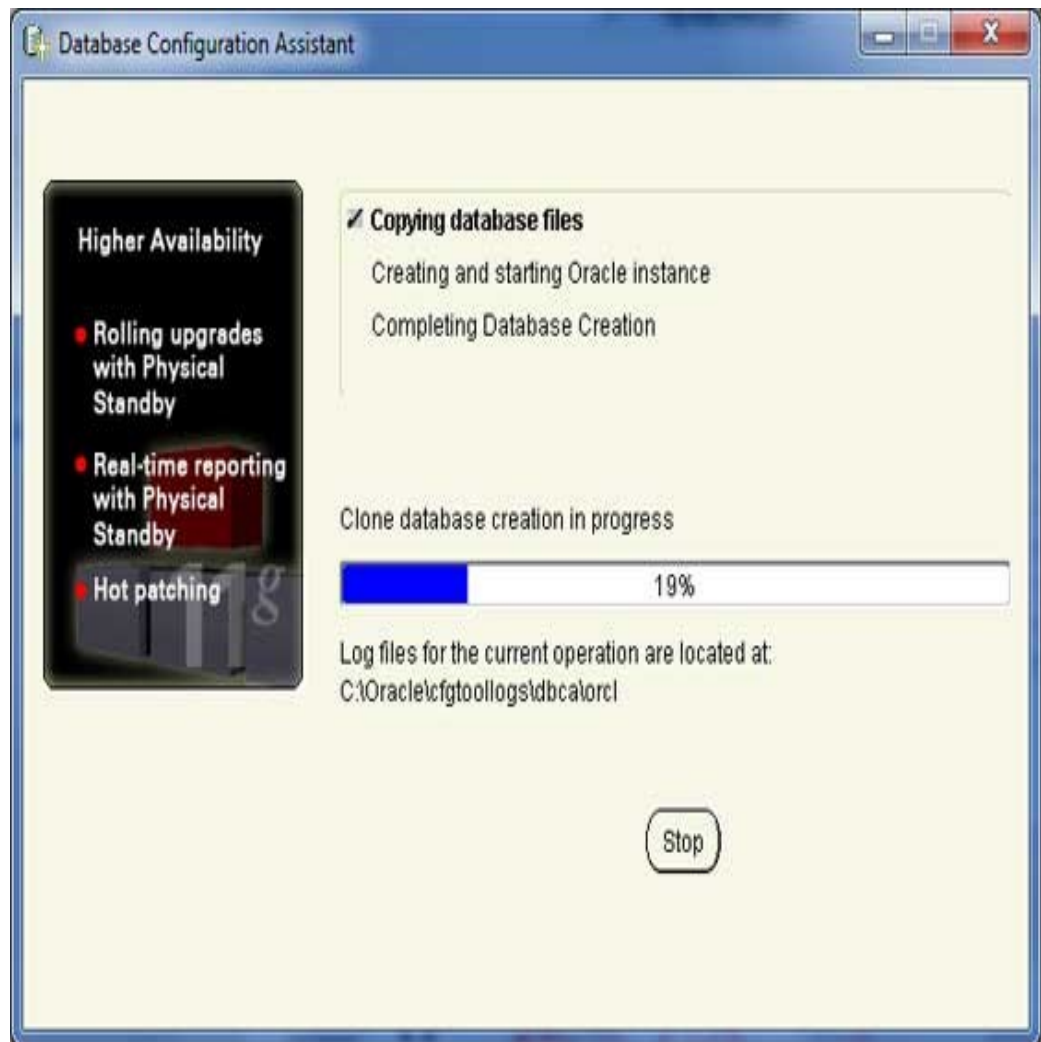 Database Configuration Assistant
Higher Availability
Rolling upgrades
with Physical
Standby
Real-time reporting
with Physical
Standby
Hot patching
11g
Copying database files
Creating and starting Oracle instance
Completing Database Creation
Clone database creation in progress
19%
Log files for the current operation are located at:
C:\Oracle\cfgtoollogs\dbca\orcl
Stop